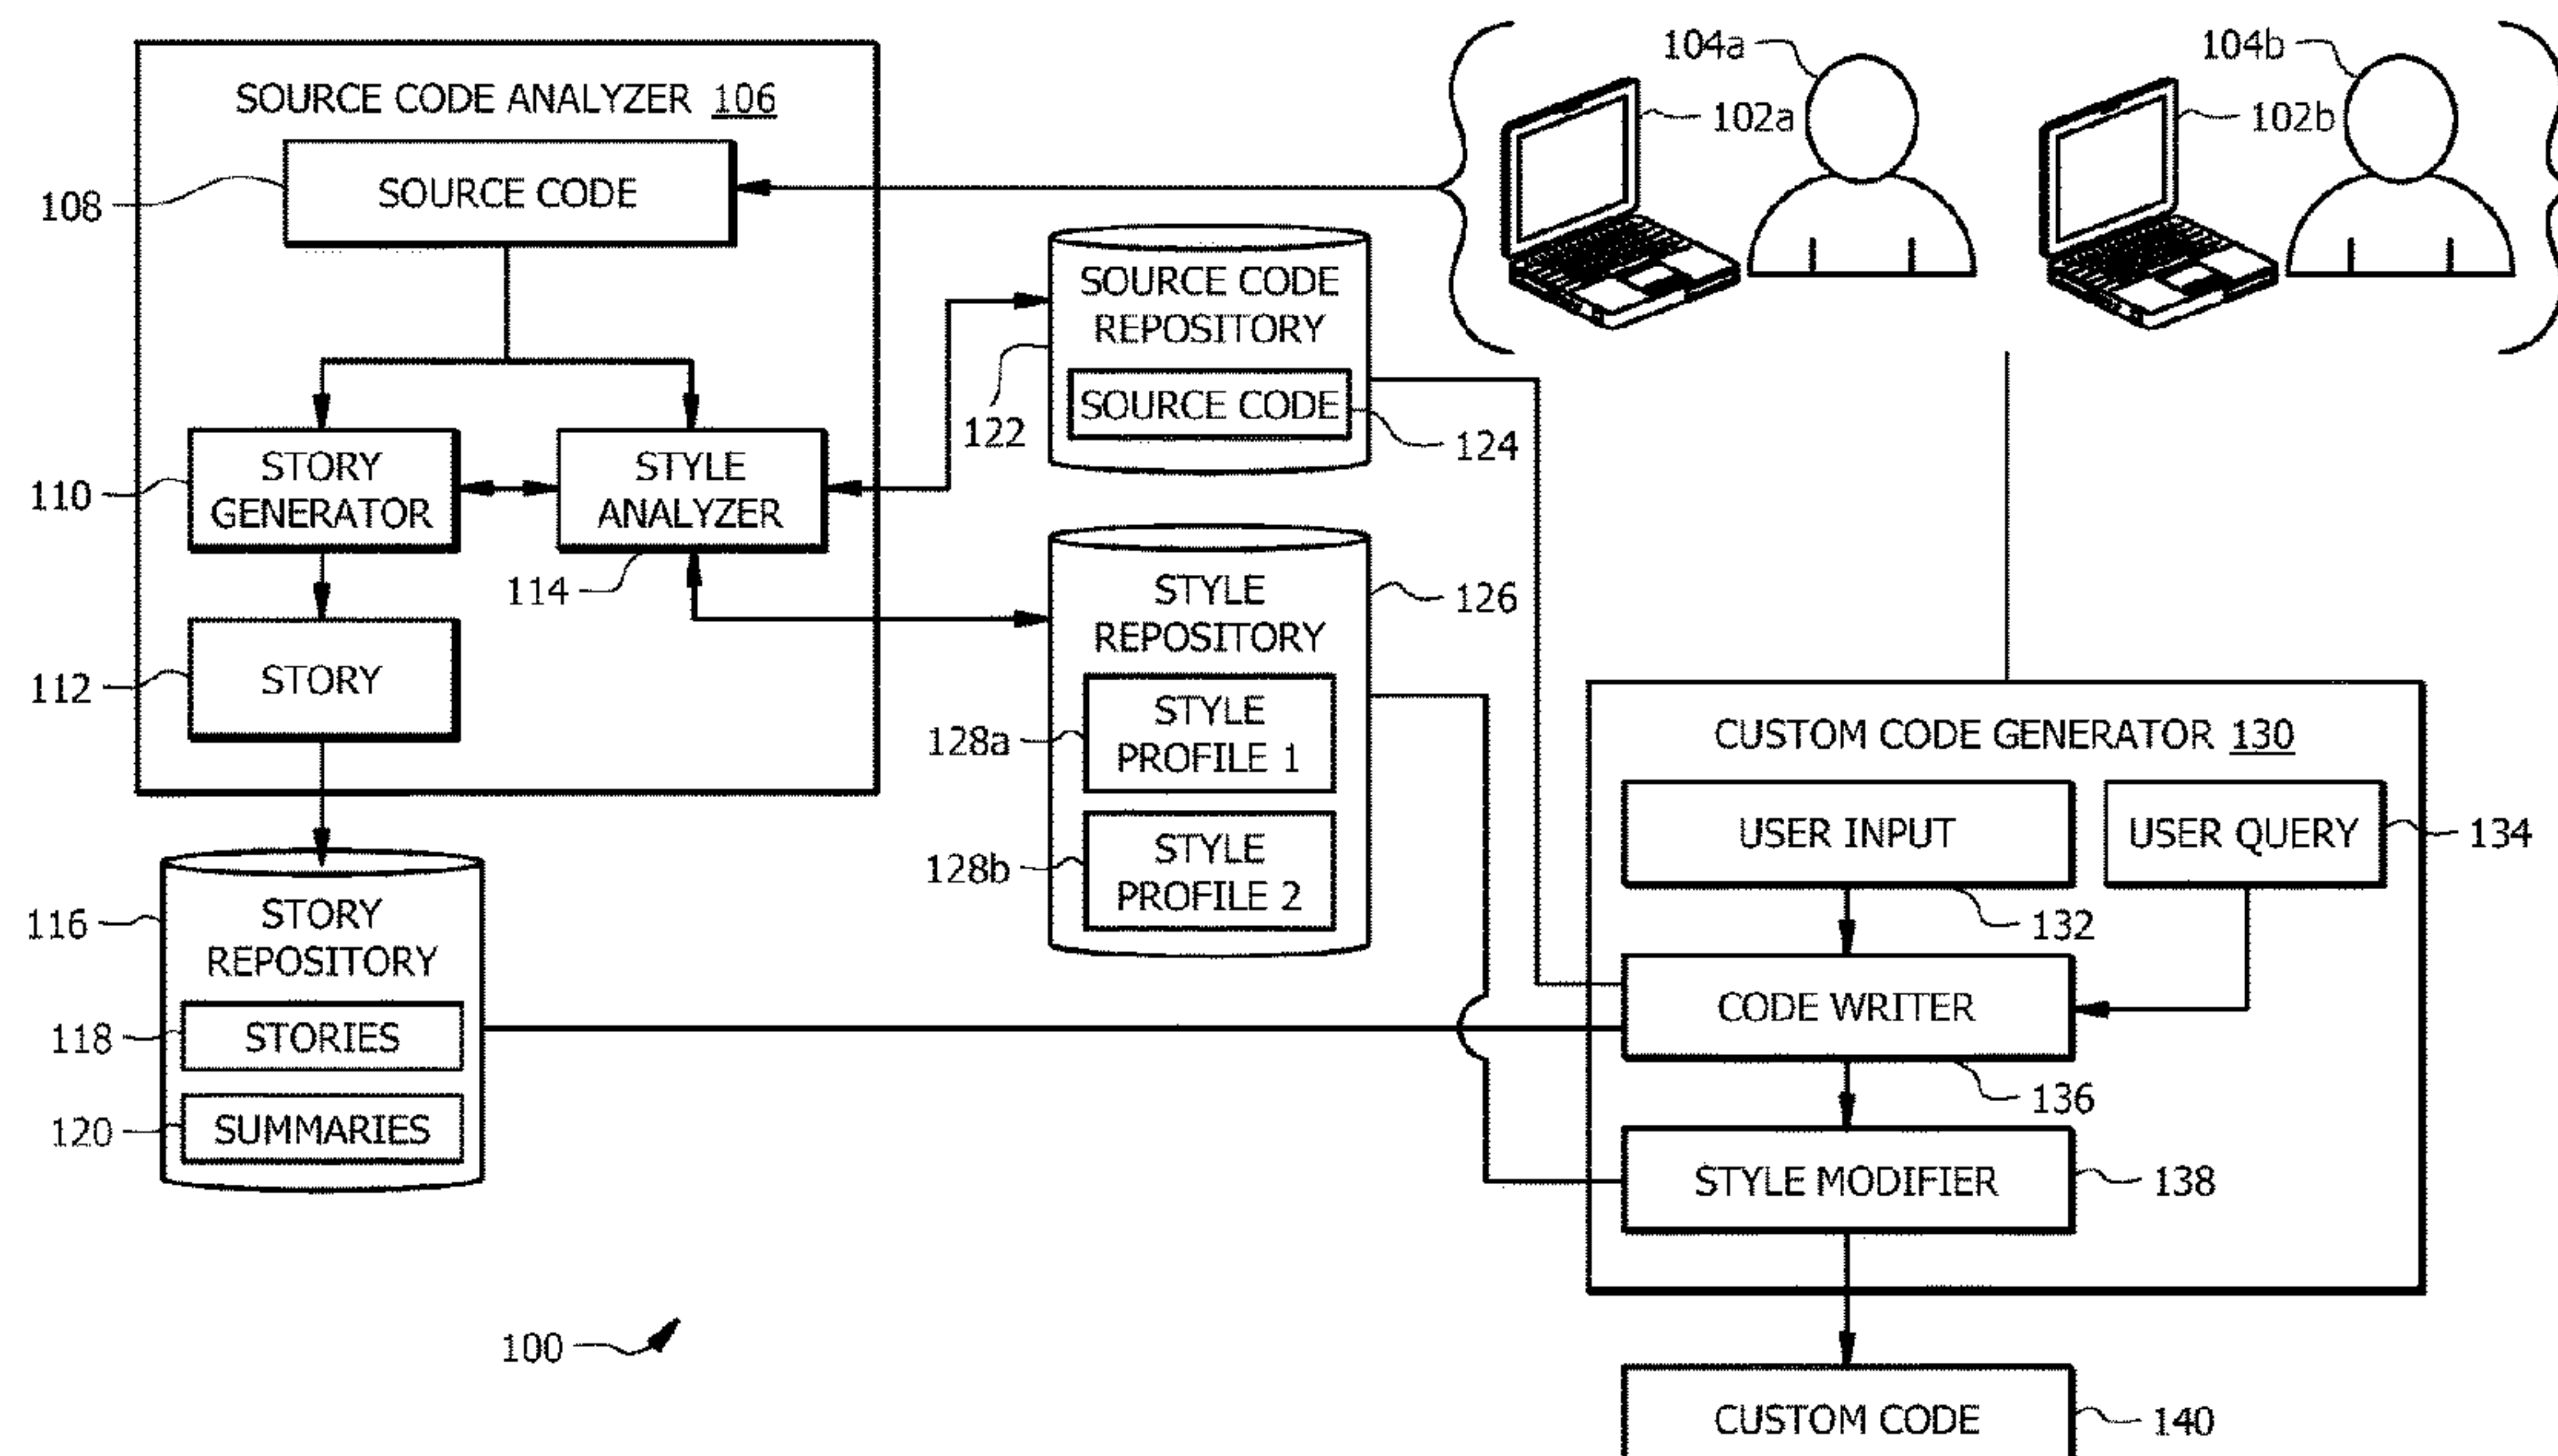 SOURCE CODE ANALYZER 106
SOURCE CODE
108
STORY
GENERATOR
110
STYLE
ANALYZER
114
STORY
112
STORY
REPOSITORY
116
STORIES
118
SUMMARIES
120
100
SOURCE CODE
REPOSITORY
122
SOURCE CODE
124
STYLE
REPOSITORY
126
STYLE
PROFILE 1
128a
STYLE
PROFILE 2
128b
104a
102a
104b
102b
CUSTOM CODE GENERATOR 130
USER INPUT
132
USER QUERY
134
CODE WRITER
136
STYLE MODIFIER
138
CUSTOM CODE
140